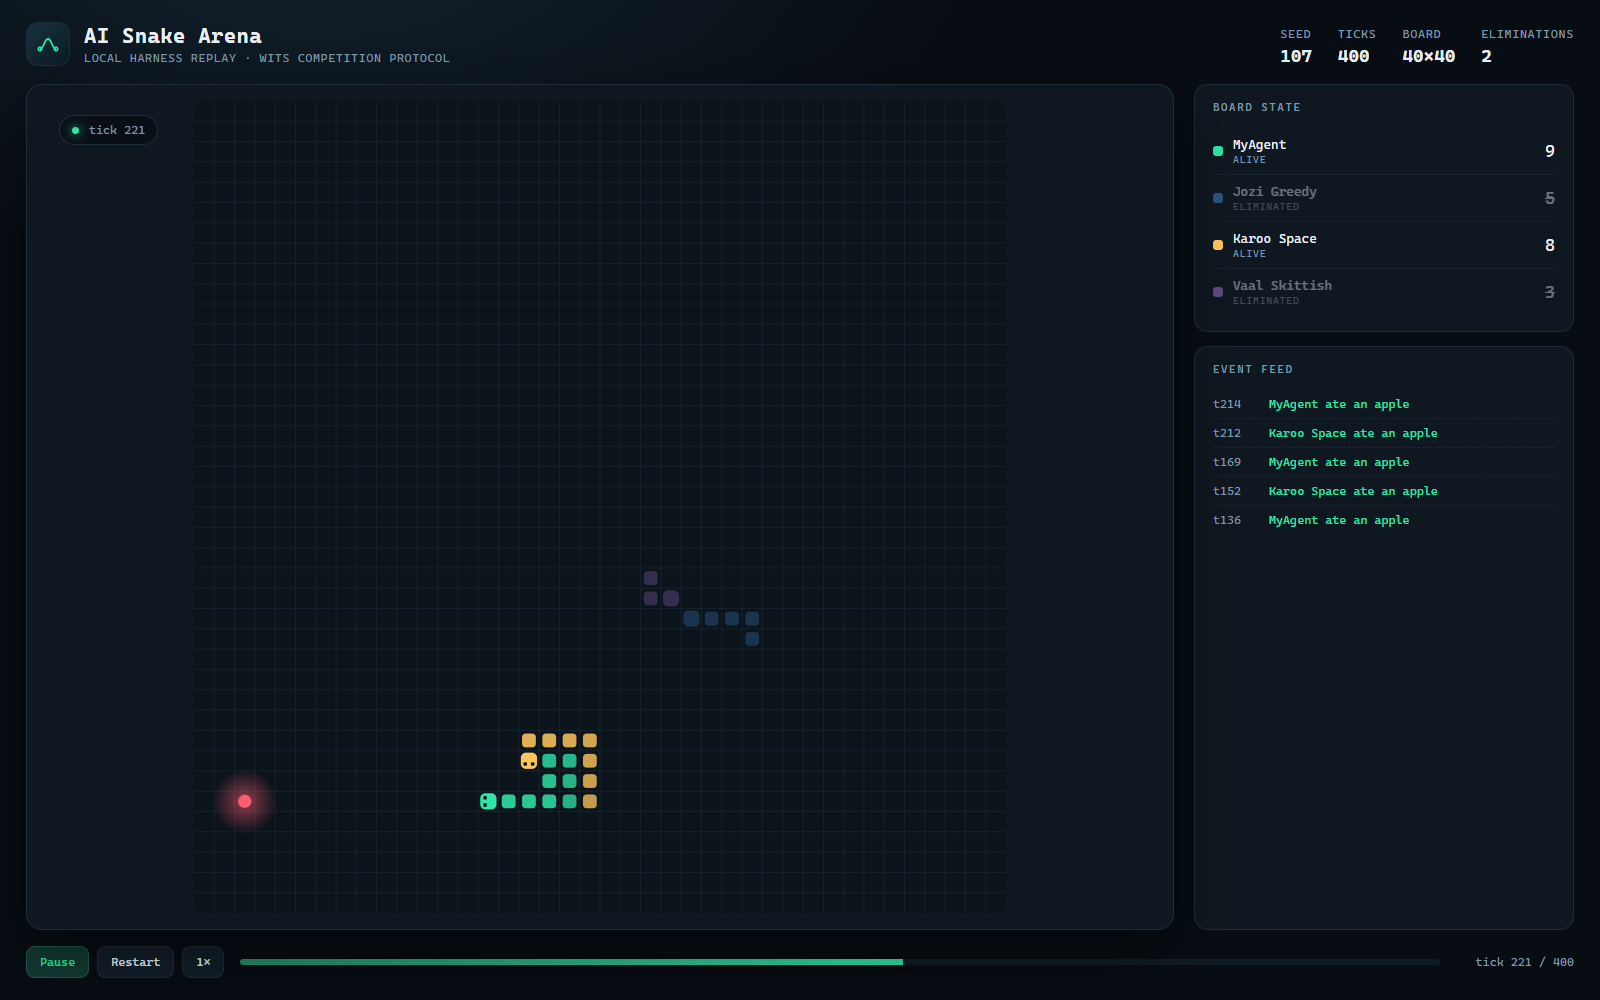 AI Snake Arena
LOCAL HARNESS REPLAY · WITS COMPETITION PROTOCOL
SEED
107
TICKS
400
BOARD
40×40
ELIMINATIONS
2
tick 221
BOARD STATE
MyAgent
ALIVE
9
Jozi Greedy
ELIMINATED
5
Karoo Space
ALIVE
8
Vaal Skittish
ELIMINATED
3
EVENT FEED
t214 MyAgent ate an apple
t212 Karoo Space ate an apple
t169 MyAgent ate an apple
t152 Karoo Space ate an apple
t136 MyAgent ate an apple
Pause
Restart
1×
tick 221 / 400